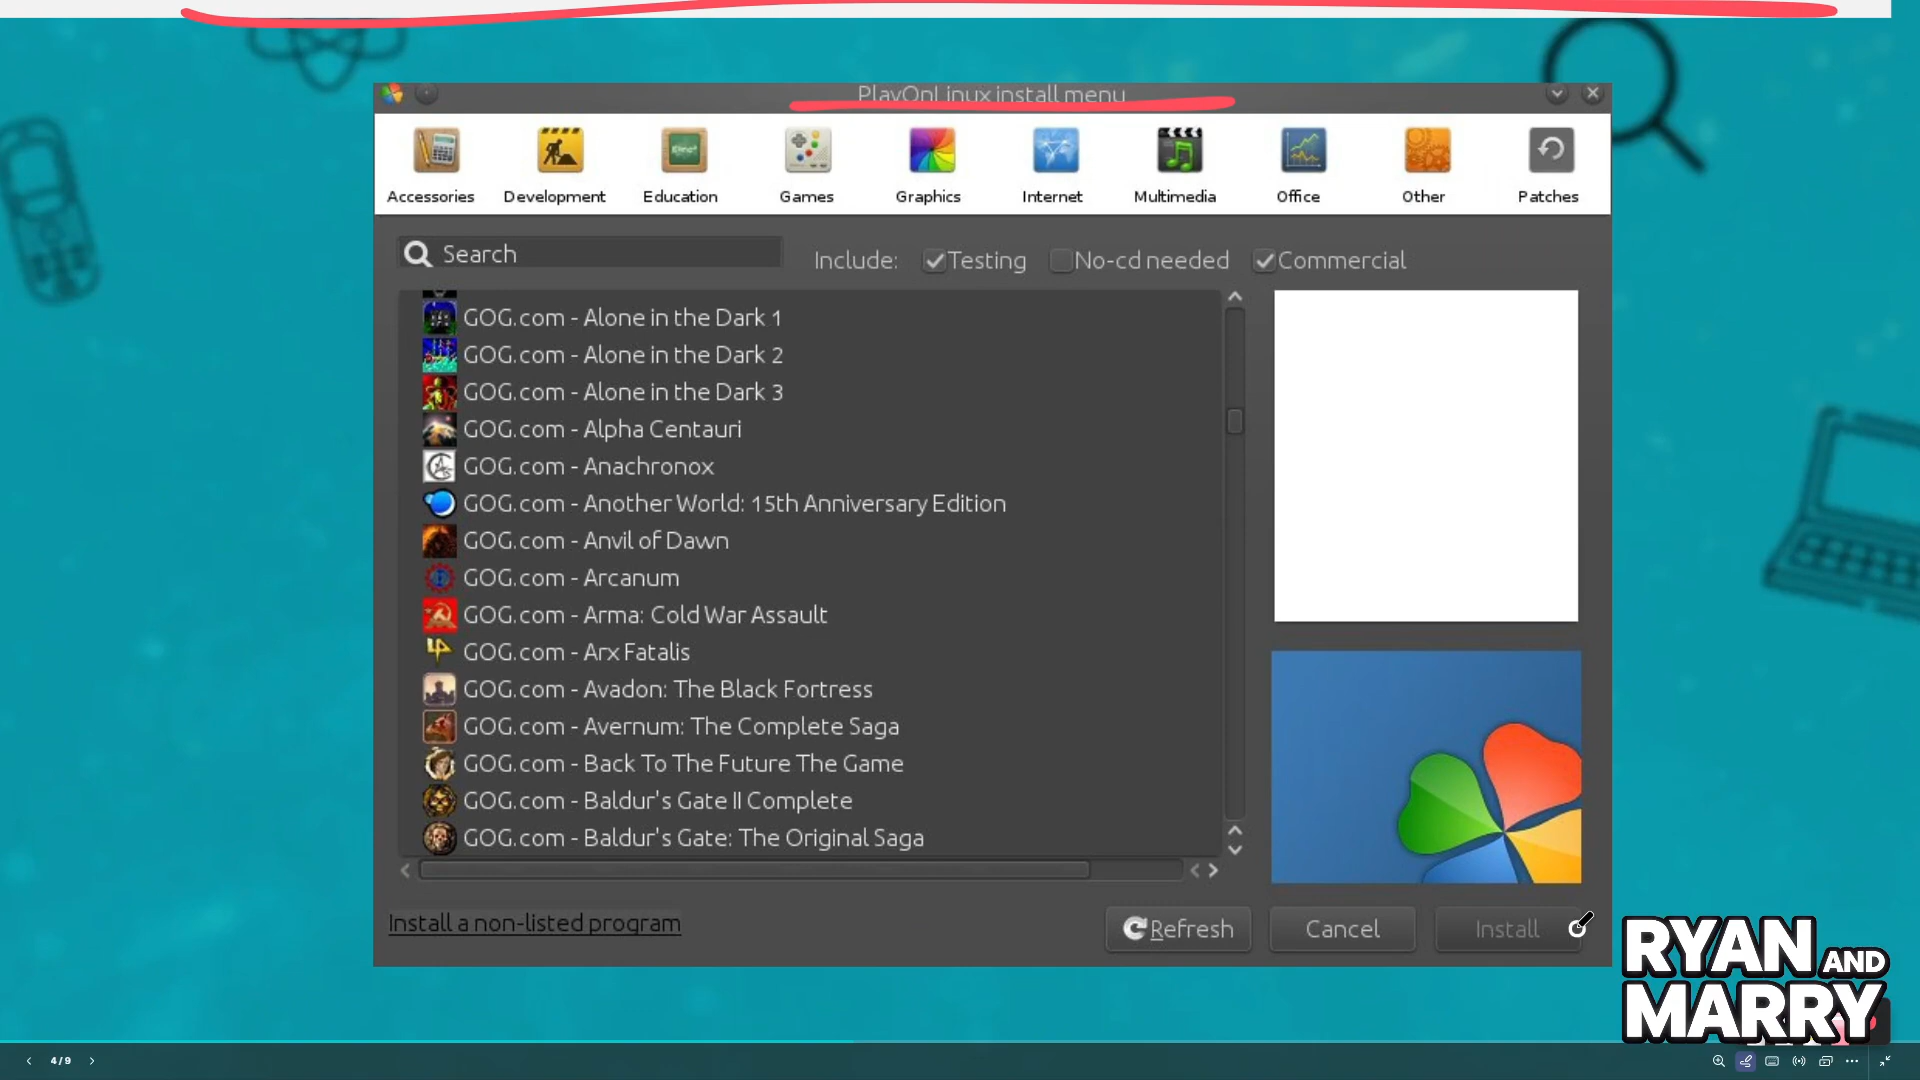 PlayOnLinux install menu
Accessories Development Education Games Graphics Internet Multimedia Office Other Patches
Search
Include: Testing No-cd needed Commercial
GOG.com - Alone in the Dark 1
GOG.com - Alone in the Dark 2
GOG.com - Alone in the Dark 3
GOG.com - Alpha Centauri
GOG.com - Anachronox
GOG.com - Another World: 15th Anniversary Edition
GOG.com - Anvil of Dawn
GOG.com - Arcanum
GOG.com - Arma: Cold War Assault
GOG.com - Arx Fatalis
GOG.com - Avadon: The Black Fortress
GOG.com - Avernum: The Complete Saga
GOG.com - Back To The Future The Game
GOG.com - Baldur's Gate II Complete
GOG.com - Baldur's Gate: The Original Saga
Install a non-listed program
Refresh Cancel Install
RYAN AND
MARRY
4/9